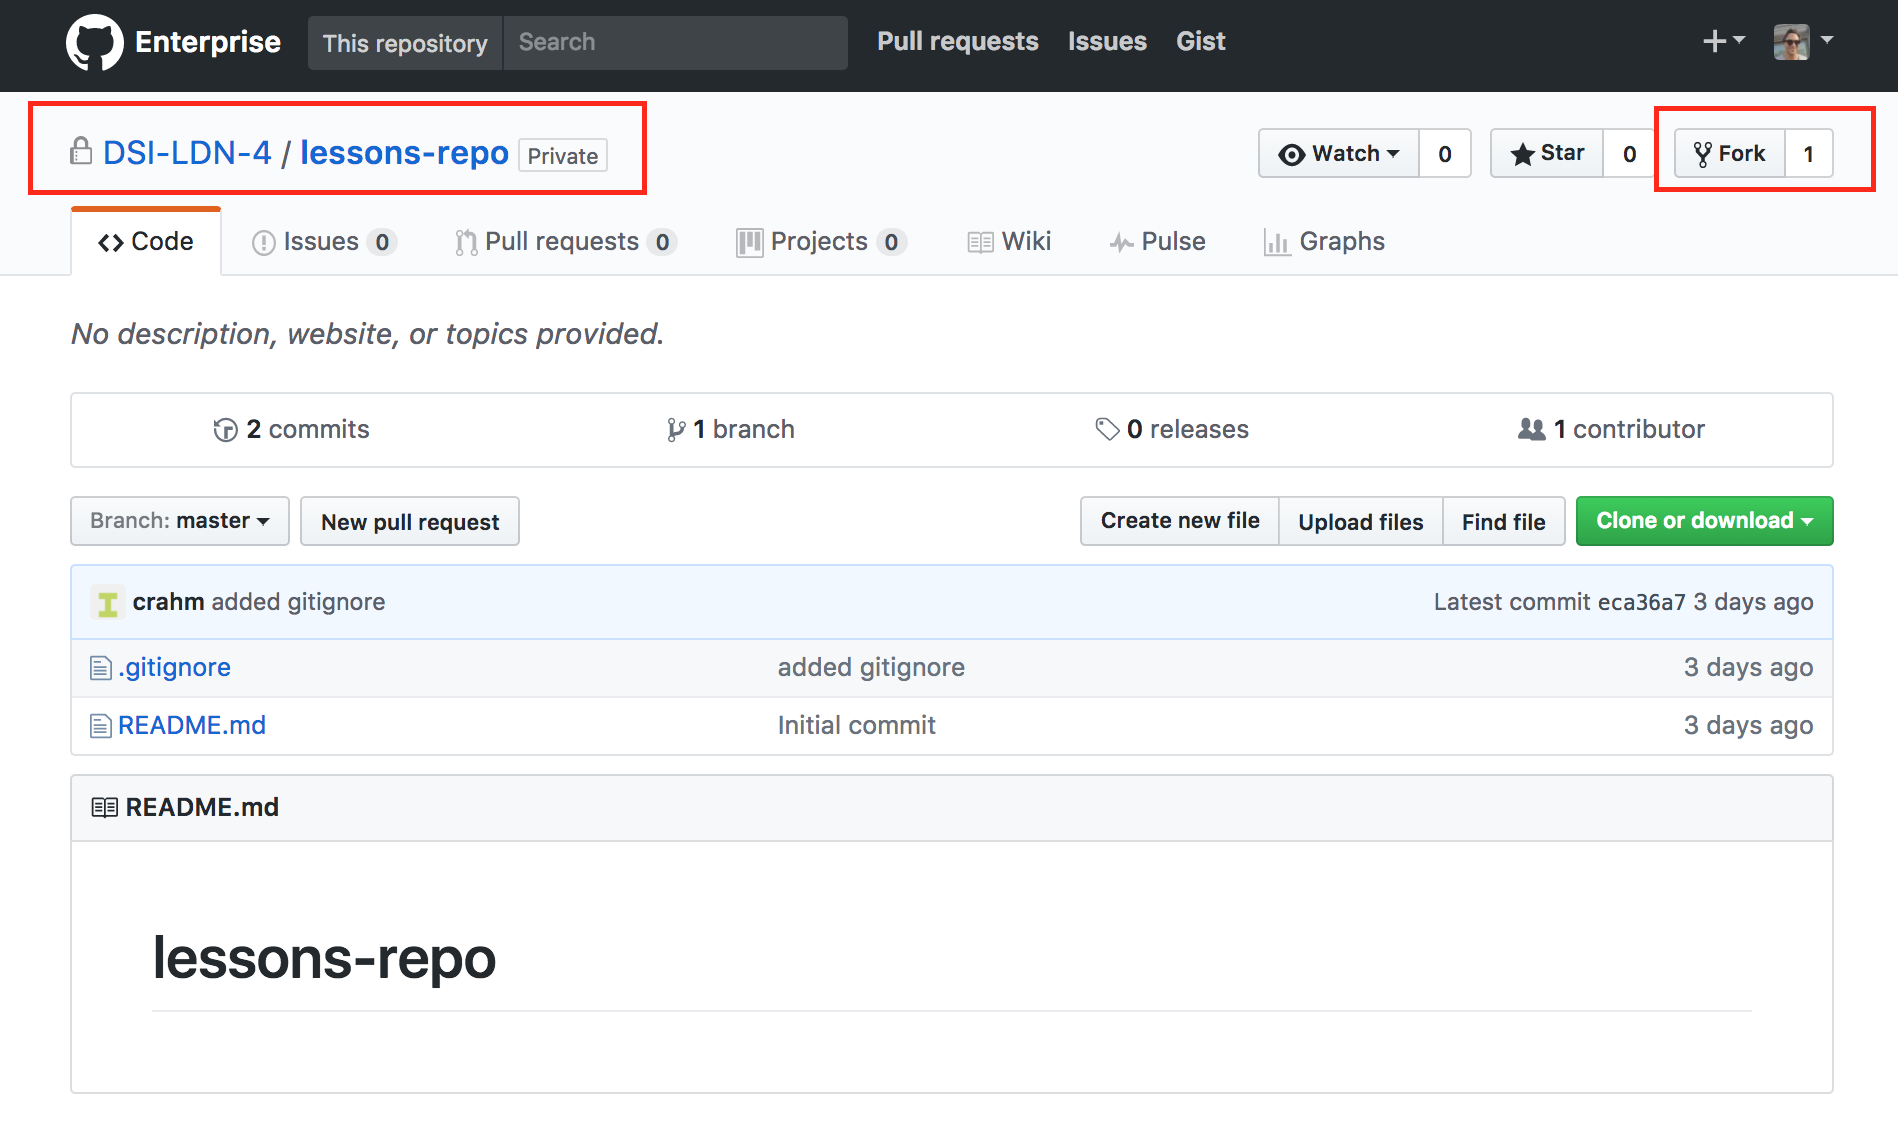 Enterprise This repository Search Pull requests Issues Gist
DSI-LDN-4 / lessons-repo Private Watch 0 Star 0 Fork 1
Code Issues 0 Pull requests 0 Projects 0 Wiki Pulse Graphs
No description, website, or topics provided.
2 commits 1 branch 0 releases 1 contributor
Branch: master New pull request Create new file Upload files Find file Clone or download
crahm added gitignore Latest commit eca36a7 3 days ago
.gitignore added gitignore 3 days ago
README.md Initial commit 3 days ago
README.md
lessons-repo